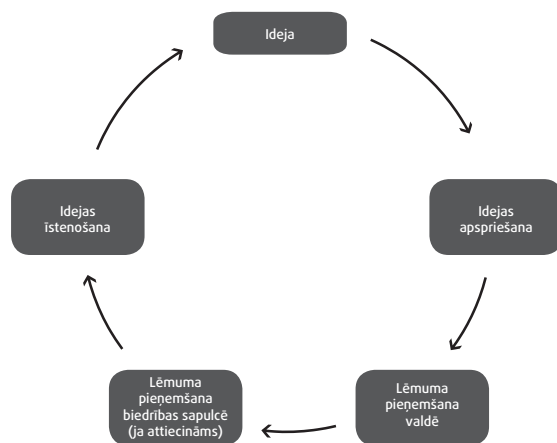 Ideja
Idejas
apspriešana
Lēmuma
pieņemšana
valdē
Lēmuma
pieņemšana
biedrības sapulcē
(ja attiecināms)
Idejas
īstenošana